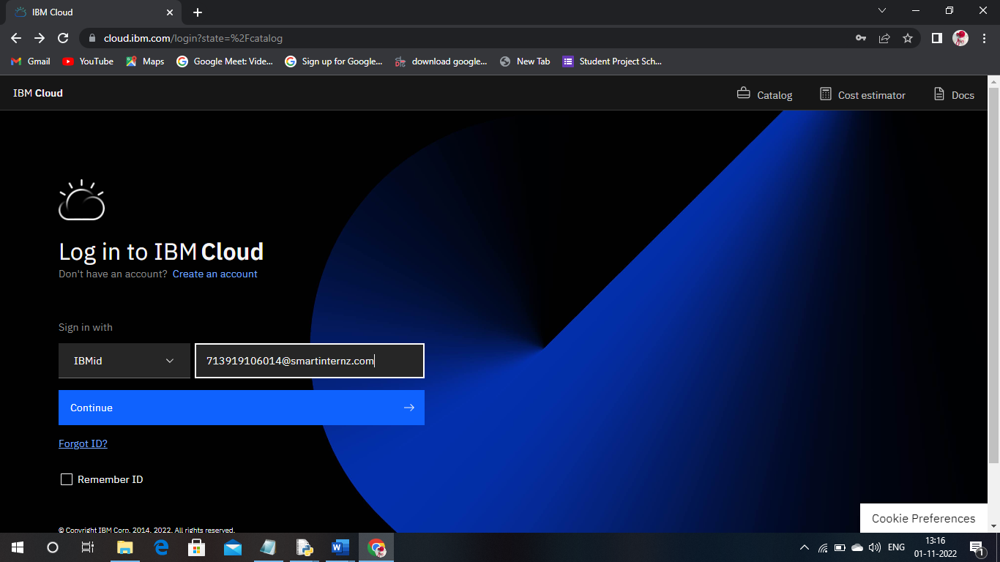 IBM Cloud
cloud.ibm.com/login?state=%2Fcatalog
Gmail YouTube Maps Google Meet: Vide... Sign up for Google... download google... New Tab Student Project Sch...
IBM Cloud Catalog Cost estimator Docs
Log in to IBM Cloud
Don't have an account? Create an account
Sign in with
IBMid 713919106014@smartinternz.com
Continue
Forgot ID?
Remember ID
Cookie Preferences
© Copyright IBM Corp. 2014, 2022. All rights reserved.
ENG 13:16
01-11-2022 1